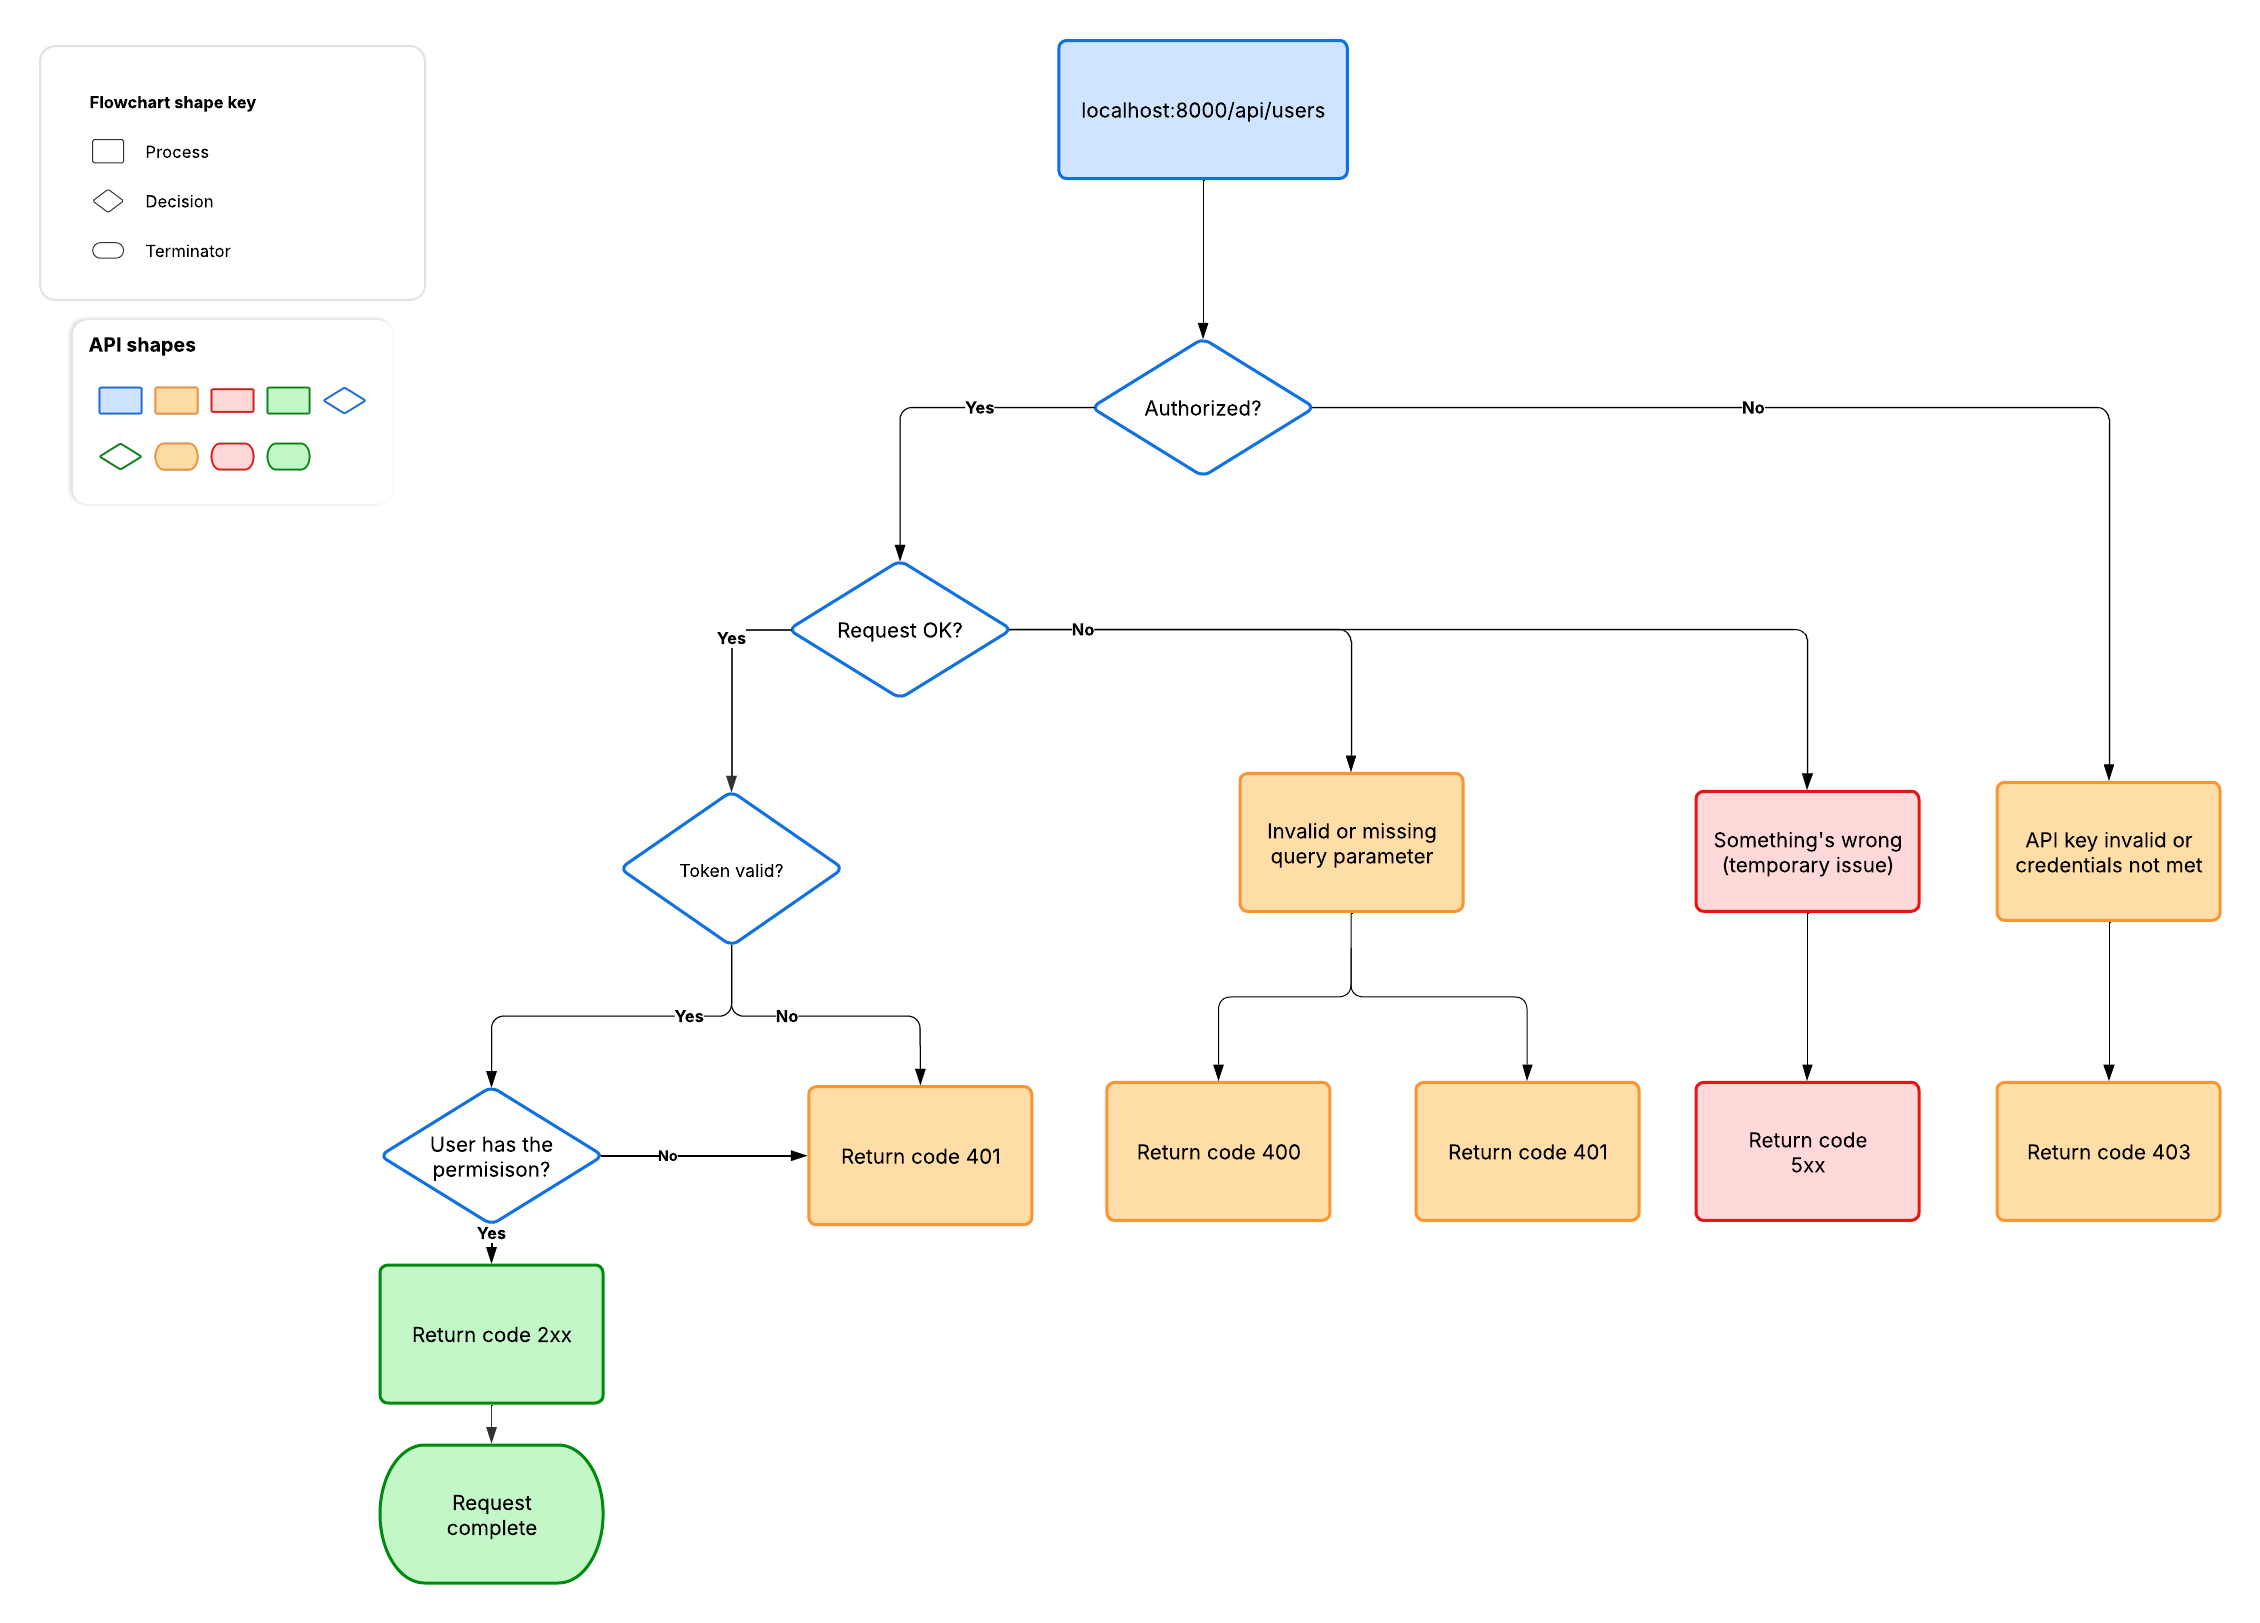 Flowchart shape key
Process
Decision
Terminator
API shapes
localhost:8000/api/users
Authorized?
Yes
No
Request OK?
Yes
No
Token valid?
Invalid or missing
query parameter
Something's wrong
(temporary issue)
API key invalid or
credentials not met
Yes
No
User has the
permisison?
No
Return code 401
Return code 400
Return code 401
Return code
5xx
Return code 403
Yes
Return code 2xx
Request
complete